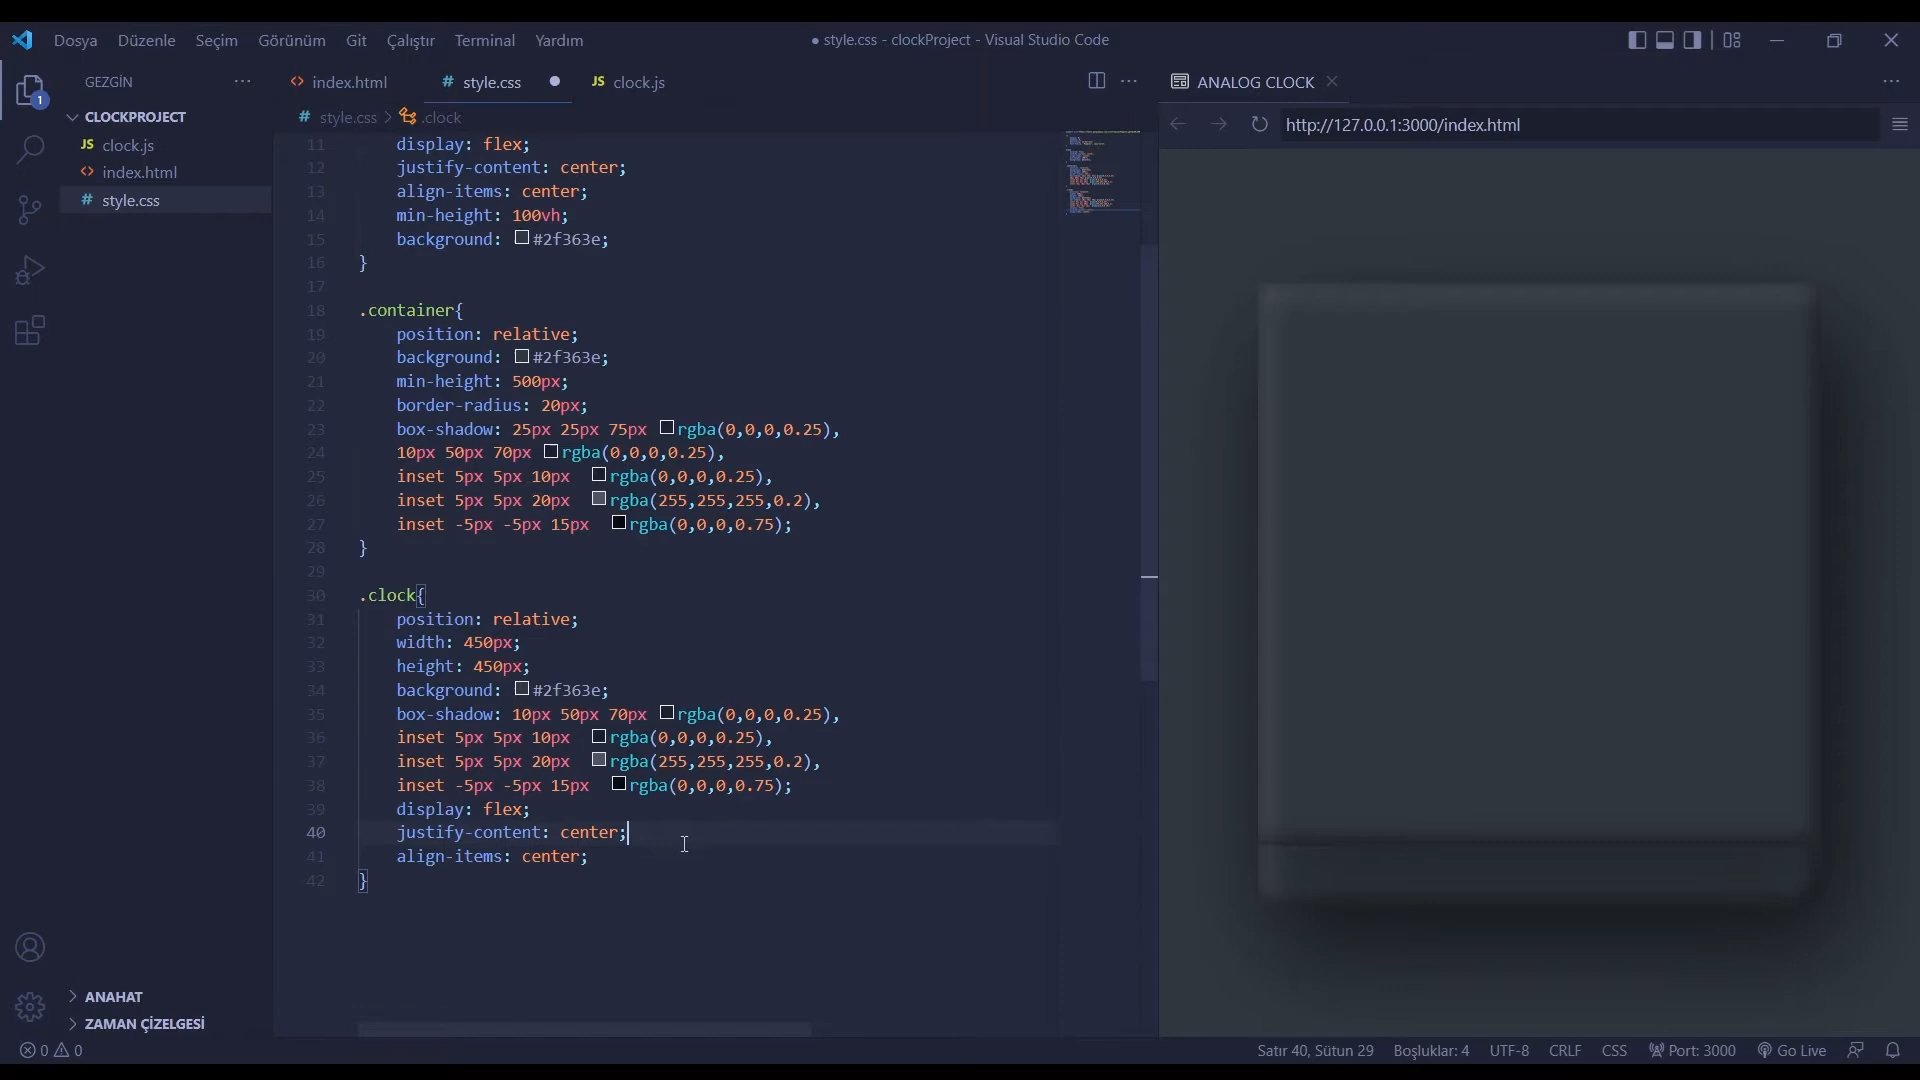 Dosya Düzenle Seçim Görünüm Git Çalıştır Terminal Yardım
● style.css - clockProject - Visual Studio Code
GEZGİN
1
CLOCKPROJECT
JS clock.js
<> index.html
# style.css
ANAHAT
ZAMAN ÇİZELGESİ
<> index.html
# style.css
JS clock.js
# style.css > .clock
11 display: flex;
12 justify-content: center;
13 align-items: center;
14 min-height: 100vh;
15 background: #2f363e;
16 }
17
18 .container{
19 position: relative;
20 background: #2f363e;
21 min-height: 500px;
22 border-radius: 20px;
23 box-shadow: 25px 25px 75px rgba(0,0,0,0.25),
24 10px 50px 70px rgba(0,0,0,0.25),
25 inset 5px 5px 10px rgba(0,0,0,0.25),
26 inset 5px 5px 20px rgba(255,255,255,0.2),
27 inset -5px -5px 15px rgba(0,0,0,0.75);
28 }
29
30 .clock{
31 position: relative;
32 width: 450px;
33 height: 450px;
34 background: #2f363e;
35 box-shadow: 10px 50px 70px rgba(0,0,0,0.25),
36 inset 5px 5px 10px rgba(0,0,0,0.25),
37 inset 5px 5px 20px rgba(255,255,255,0.2),
38 inset -5px -5px 15px rgba(0,0,0,0.75);
39 display: flex;
40 justify-content: center;
41 align-items: center;
42 }
ANALOG CLOCK
http://127.0.0.1:3000/index.html
0 0
Satır 40, Sütun 29 Boşluklar: 4 UTF-8 CRLF CSS Port: 3000 Go Live